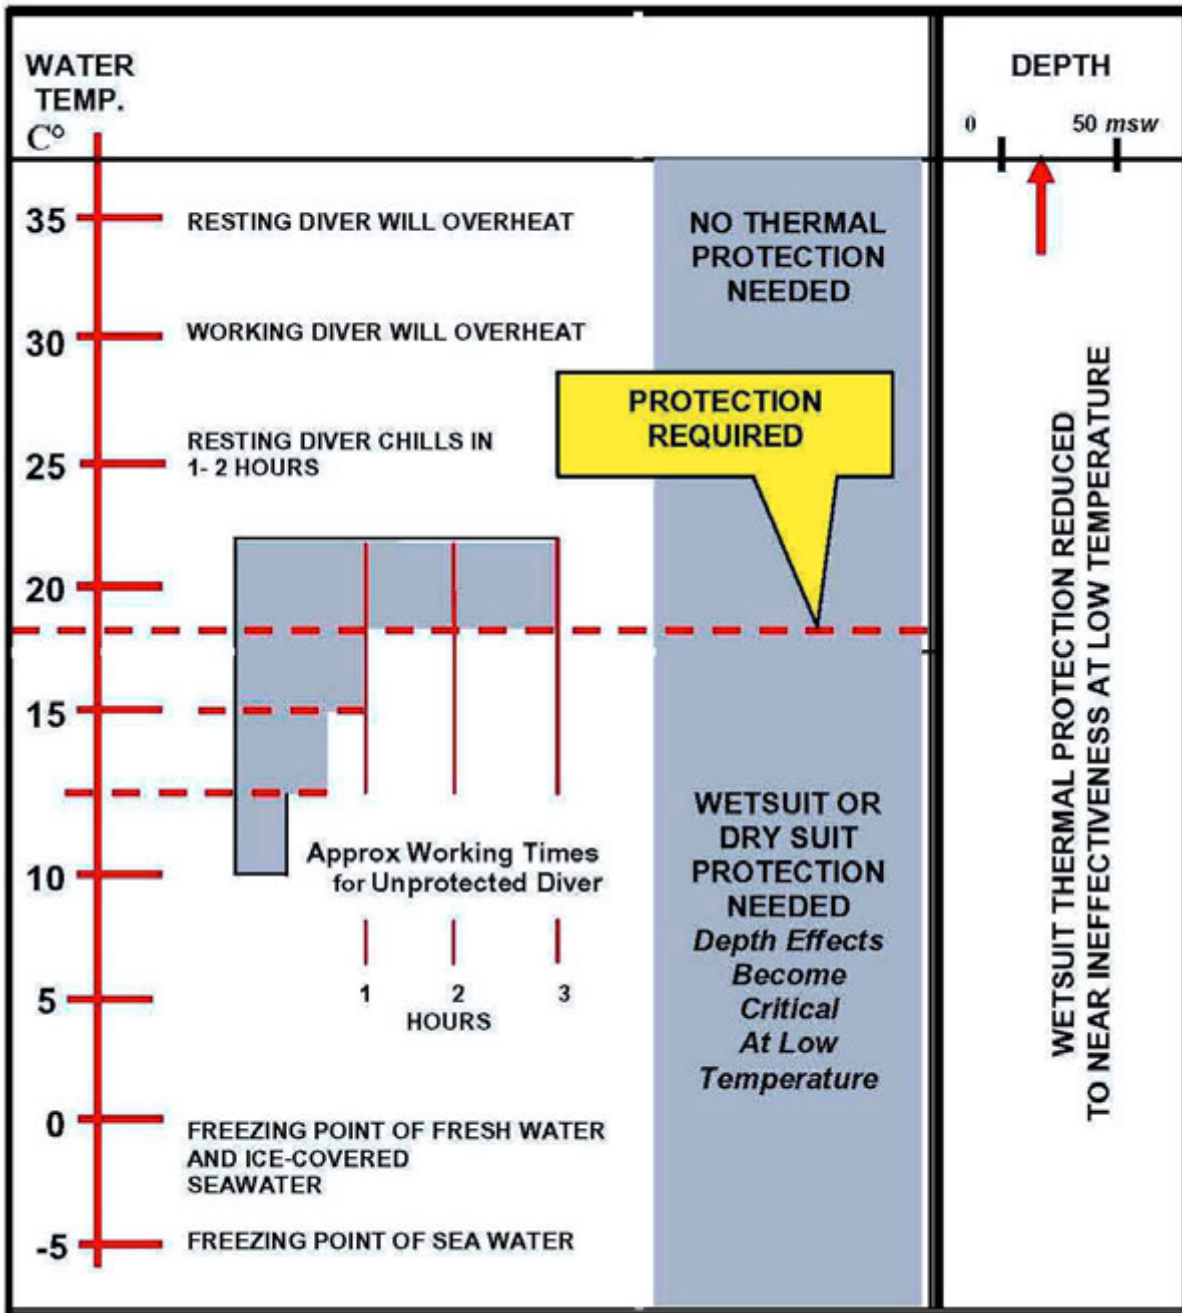 WATER
TEMP.
C°
DEPTH
0
50 msw
35
RESTING DIVER WILL OVERHEAT
NO THERMAL
PROTECTION
NEEDED
30
WORKING DIVER WILL OVERHEAT
PROTECTION
REQUIRED
25
RESTING DIVER CHILLS IN
1- 2 HOURS
20
15
10
Approx Working Times
for Unprotected Diver
WETSUIT OR
DRY SUIT
PROTECTION
NEEDED
Depth Effects
Become
Critical
At Low
Temperature
5
1
2
3
HOURS
0
FREEZING POINT OF FRESH WATER
AND ICE-COVERED
SEAWATER
-5
FREEZING POINT OF SEA WATER
WETSUIT THERMAL PROTECTION REDUCED
TO NEAR INEFFECTIVENESS AT LOW TEMPERATURE